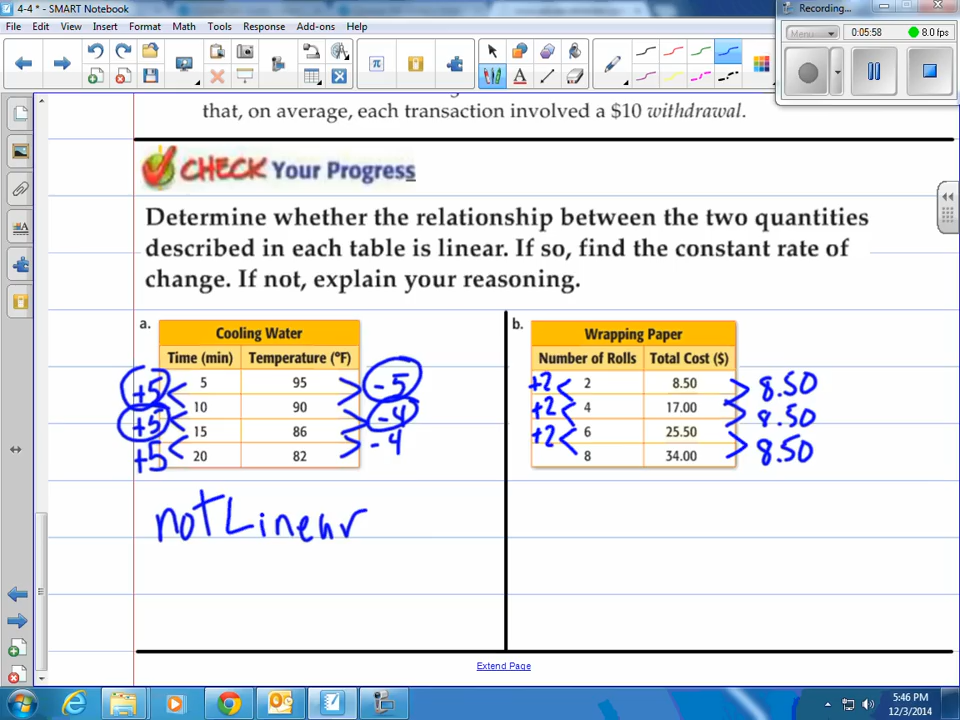 4-4 * - SMART Notebook
Recording...
File Edit View Insert Format Math Tools Response Add-ons Help
Menu 0:05:58 8.0 fps
that, on average, each transaction involved a $10 withdrawal.
CHECK Your Progress
Determine whether the relationship between the two quantities
described in each table is linear. If so, find the constant rate of
change. If not, explain your reasoning.
a.
Cooling Water
Time (min) Temperature (°F)
+5 5 95 -5
+5 10 90 -4
15 86 -4
+5 20 82
not Linear
b.
Wrapping Paper
Number of Rolls Total Cost ($)
+2 2 8.50 8.50
+2 4 17.00 8.50
+2 6 25.50 8.50
8 34.00
Extend Page
5:46 PM
12/3/2014